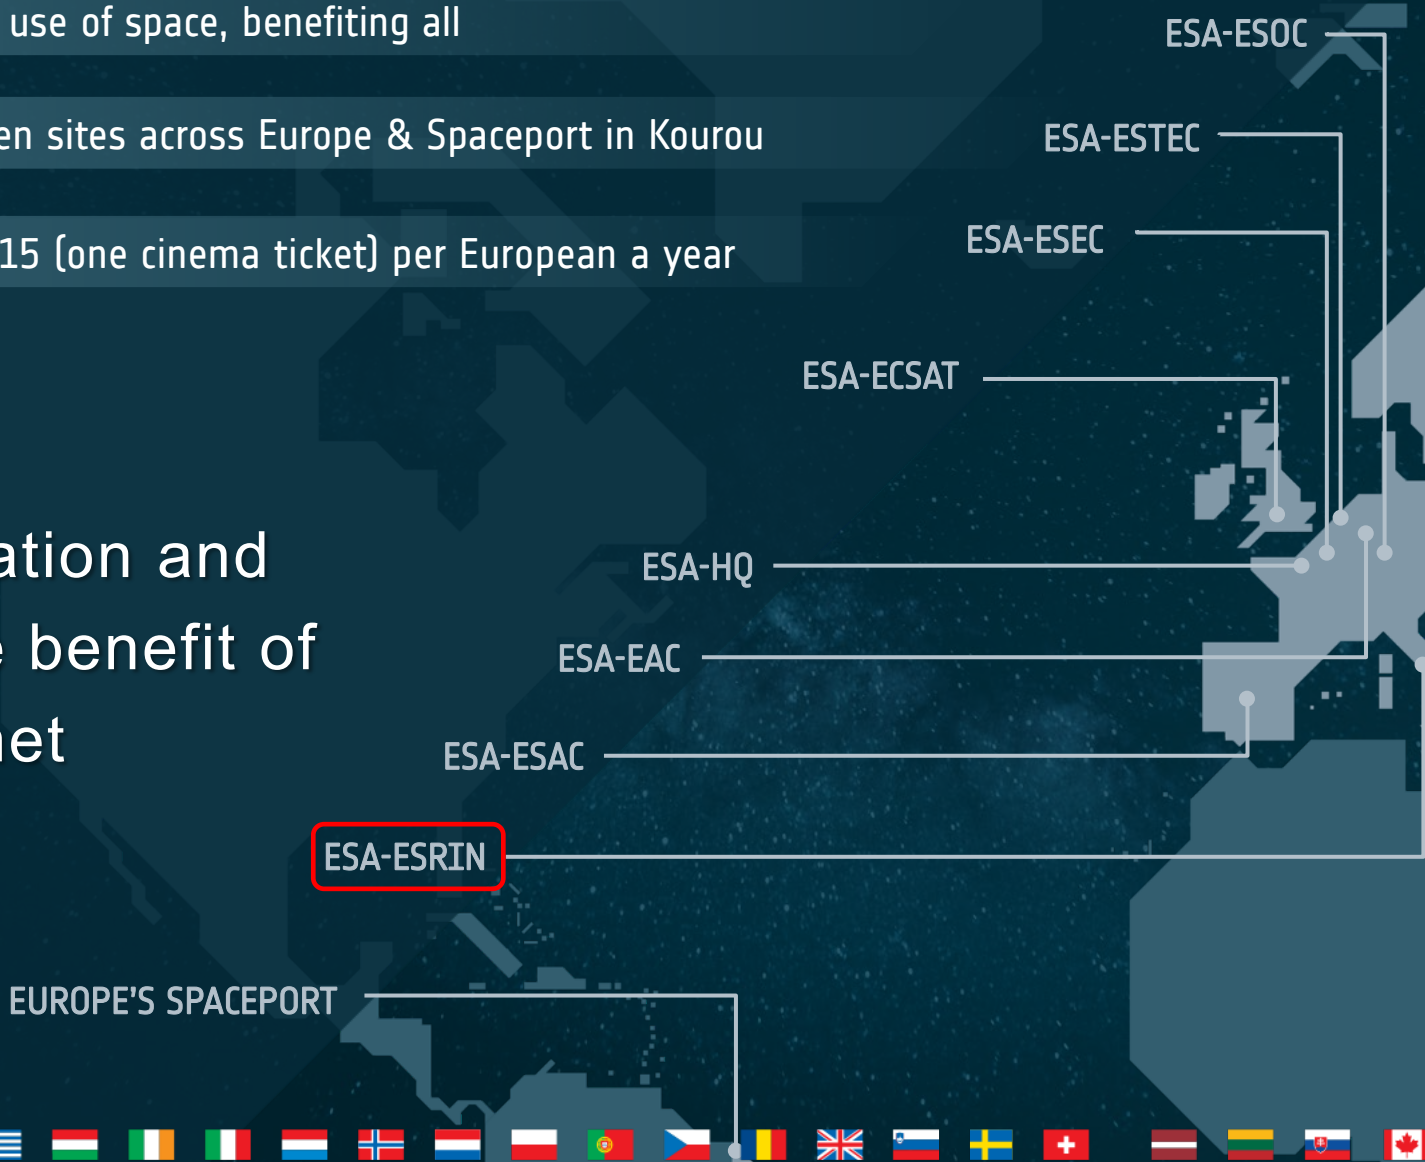 use of space, benefiting all
en sites across Europe & Spaceport in Kourou
15 (one cinema ticket) per European a year
ESA-ESOC
ESA-ESTEC
ESA-ESEC
ESA-ECSAT
ation and
e benefit of
net
ESA-HQ
ESA-EAC
ESA-ESAC
ESA-ESRIN
EUROPE'S SPACEPORT